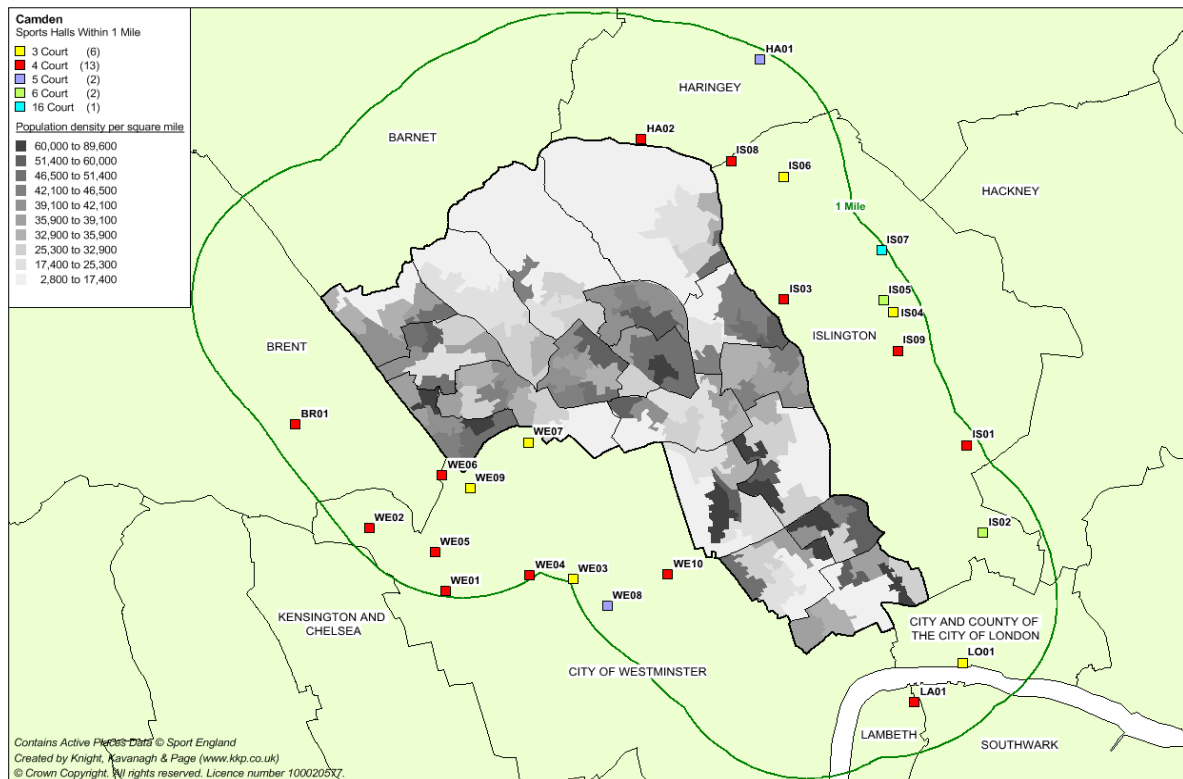 Camden
Sports Halls Within 1 Mile
3 Court (6)
4 Court (13)
5 Court (2)
6 Court (2)
16 Court (1)
Population density per square mile
60,000 to 89,600
51,400 to 60,000
46,500 to 51,400
42,100 to 46,500
39,100 to 42,100
35,900 to 39,100
32,900 to 35,900
25,300 to 32,900
17,400 to 25,300
2,800 to 17,400
HA01
HARINGEY
BARNET
HA02
IS08
IS06
HACKNEY
1 Mile
IS07
IS03
IS05
IS04
ISLINGTON
BRENT
IS09
BR01
WE07
IS01
WE06
WE09
WE02
IS02
WE05
WE04
WE03
WE10
WE01
WE08
KENSINGTON AND
CHELSEA
CITY AND COUNTY OF
THE CITY OF LONDON
LO01
CITY OF WESTMINSTER
LA01
LAMBETH
SOUTHWARK
Contains Active Places Data © Sport England
Created by Knight, Kavanagh & Page (www.kkp.co.uk)
© Crown Copyright. All rights reserved. Licence number 100020577.